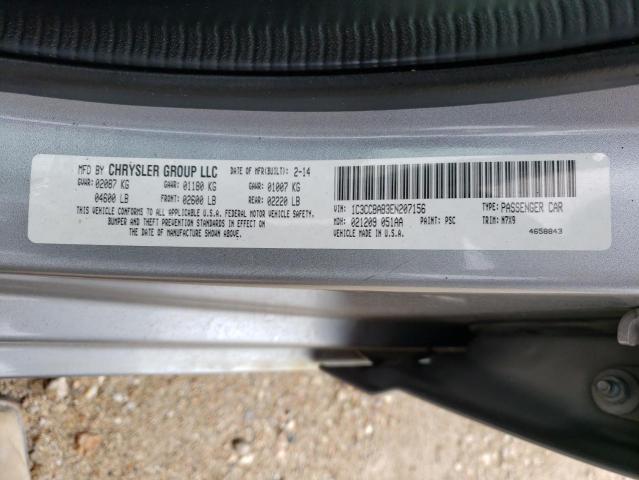 MFD BY CHRYSLER GROUP LLC DATE OF MFR(BUILT): 2-14
GVWR: 02087 KG GAWR: 01180 KG GAWR: 01007 KG
04600 LB FRONT: 02600 LB REAR: 02220 LB
THIS VEHICLE CONFORMS TO ALL APPLICABLE U.S.A. FEDERAL MOTOR VEHICLE SAFETY,
BUMPER AND THEFT PREVENTION STANDARDS IN EFFECT ON
THE DATE OF MANUFACTURE SHOWN ABOVE.
VIN: 1C3CCBAB3EN207156 TYPE: PASSENGER CAR
MDH: 021209 051AA PAINT: PSC TRIM: M7X9
VEHICLE MADE IN U.S.A. 4658843